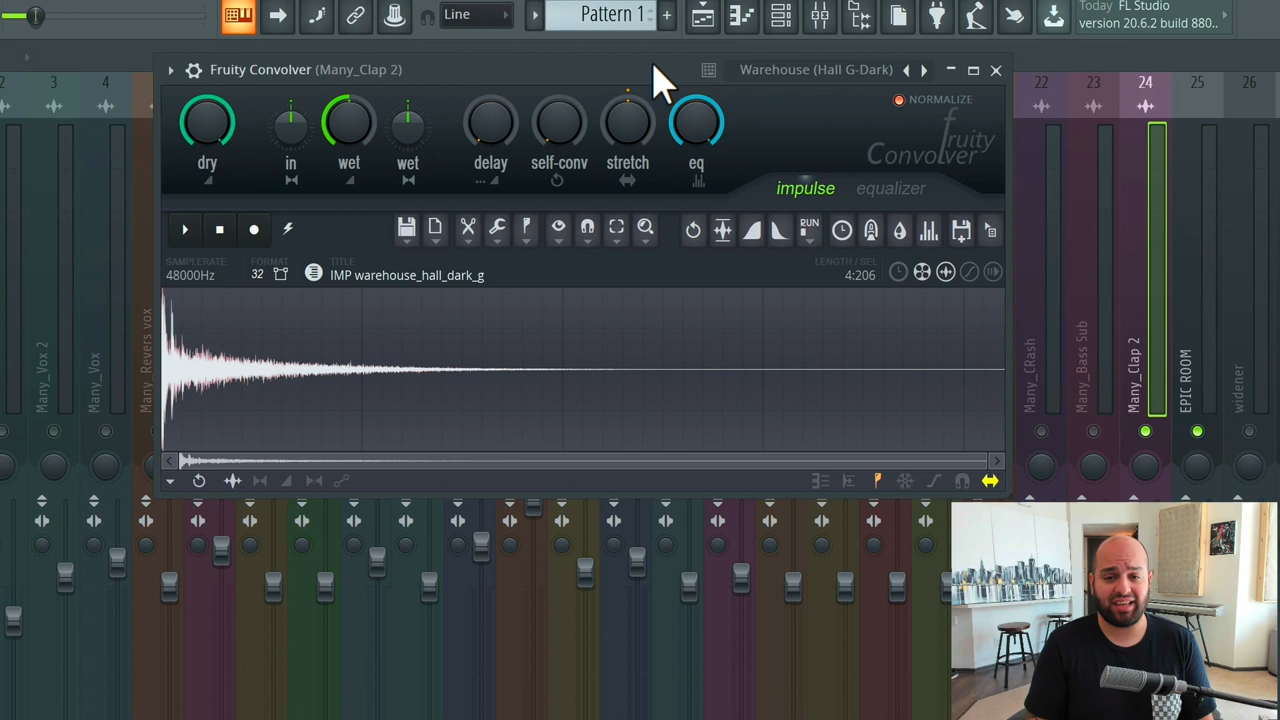 Line
Pattern 1
Today FL Studio
version 20.6.2 build 880..
Fruity Convolver (Many_Clap 2)
Warehouse (Hall G-Dark)
NORMALIZE
dry
in
wet
wet
delay
self-conv
stretch
eq
fruity
Convolver
impulse
equalizer
RUN
SAMPLERATE
48000Hz
FORMAT
32
TITLE
IMP warehouse_hall_dark_g
LENGTH / SEL
4:206
2
3
4
22
23
24
25
26
Many_Vox 2
Many_Vox
Many_Revers vox
Many_CRash
Many_Bass Sub
Many_Clap 2
EPIC ROOM
widener